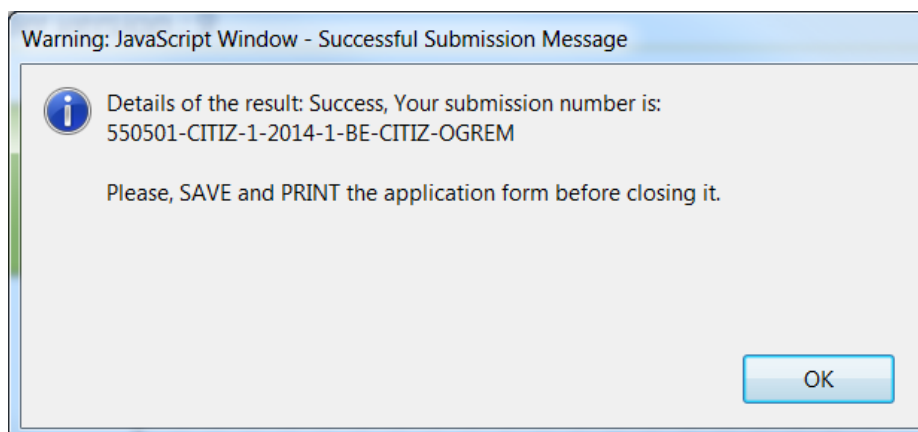 Warning: JavaScript Window - Successful Submission Message
Details of the result: Success, Your submission number is:
550501-CITIZ-1-2014-1-BE-CITIZ-OGREM
Please, SAVE and PRINT the application form before closing it.
OK